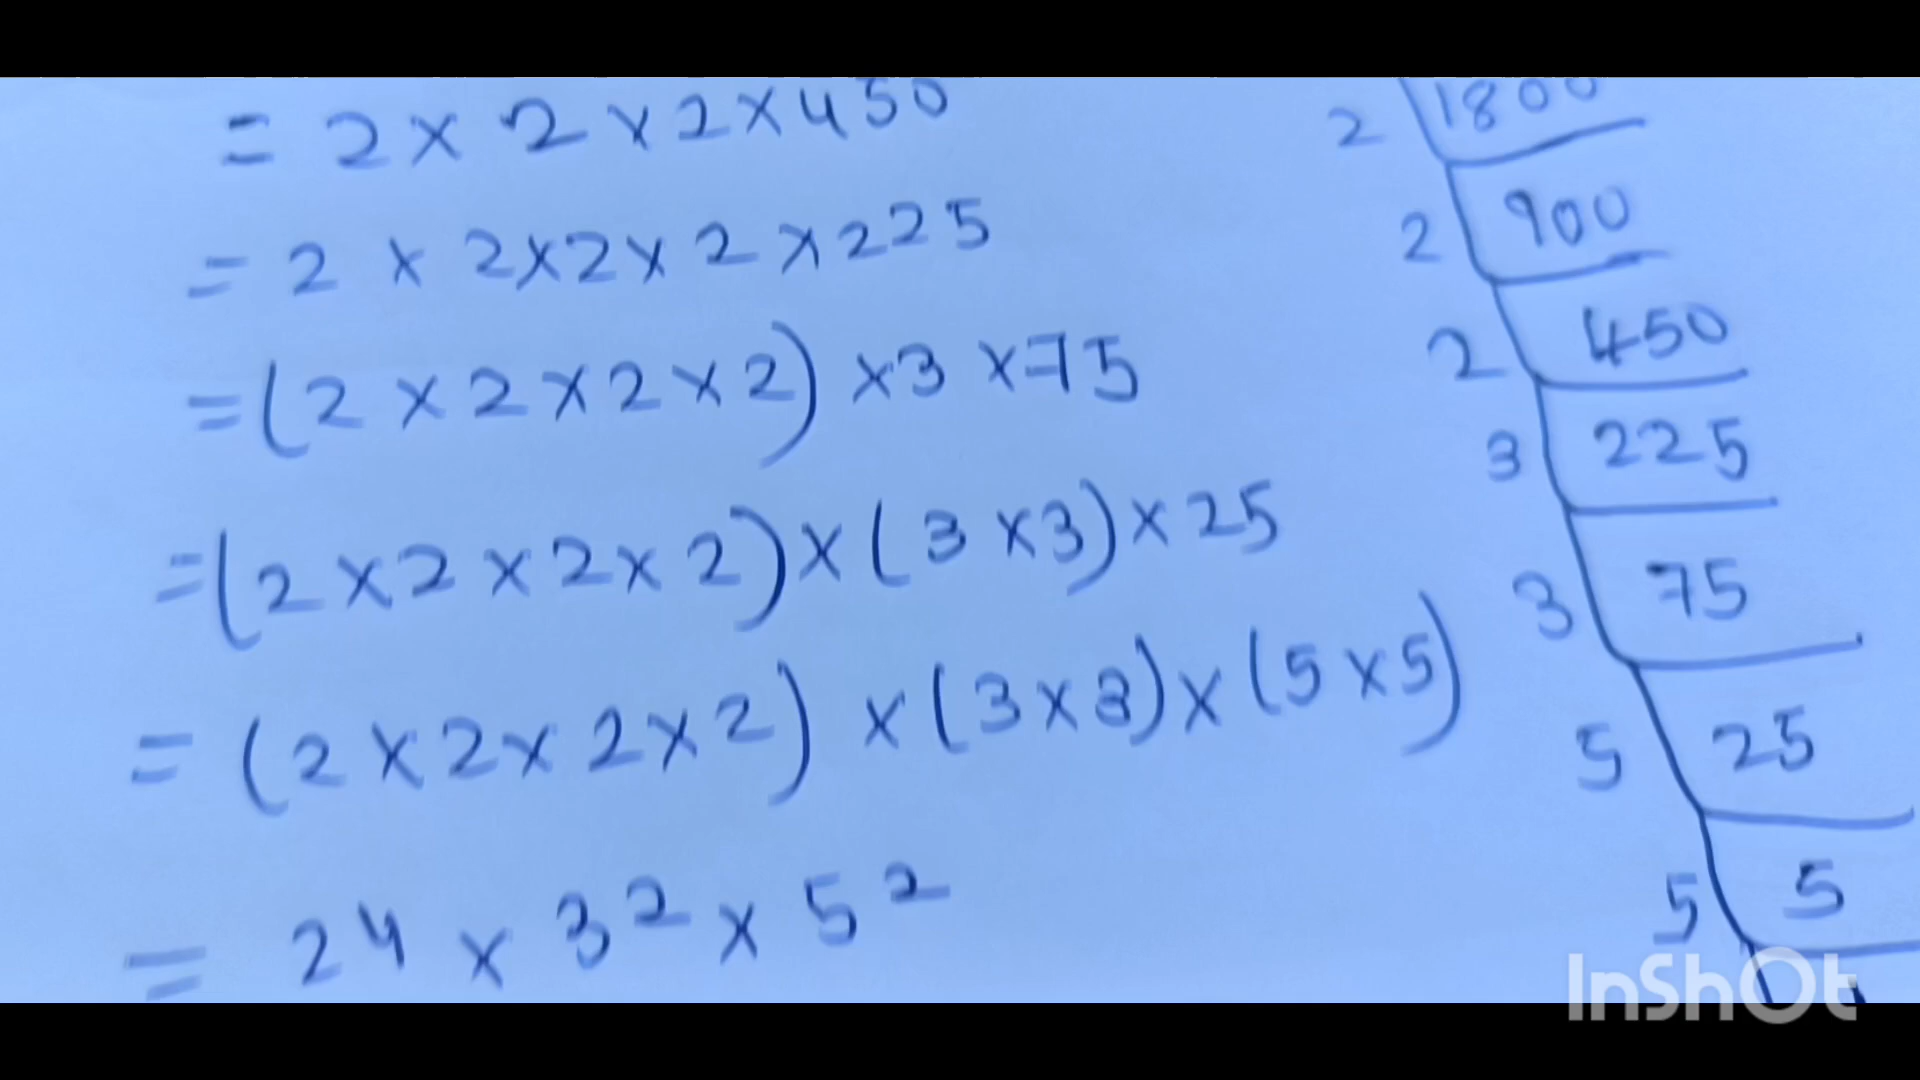 = 2 × 2 × 2 × 450
= 2 × 2 × 2 × 2 × 225
= (2 × 2 × 2 × 2) × 3 × 75
= (2 × 2 × 2 × 2) × (3 × 3) × 25
= (2 × 2 × 2 × 2) × (3 × 3) × (5 × 5)
= 2⁴ × 3² × 5²
2 1800
2 900
2 450
3 225
3 75
5 25
5 5
InShOt